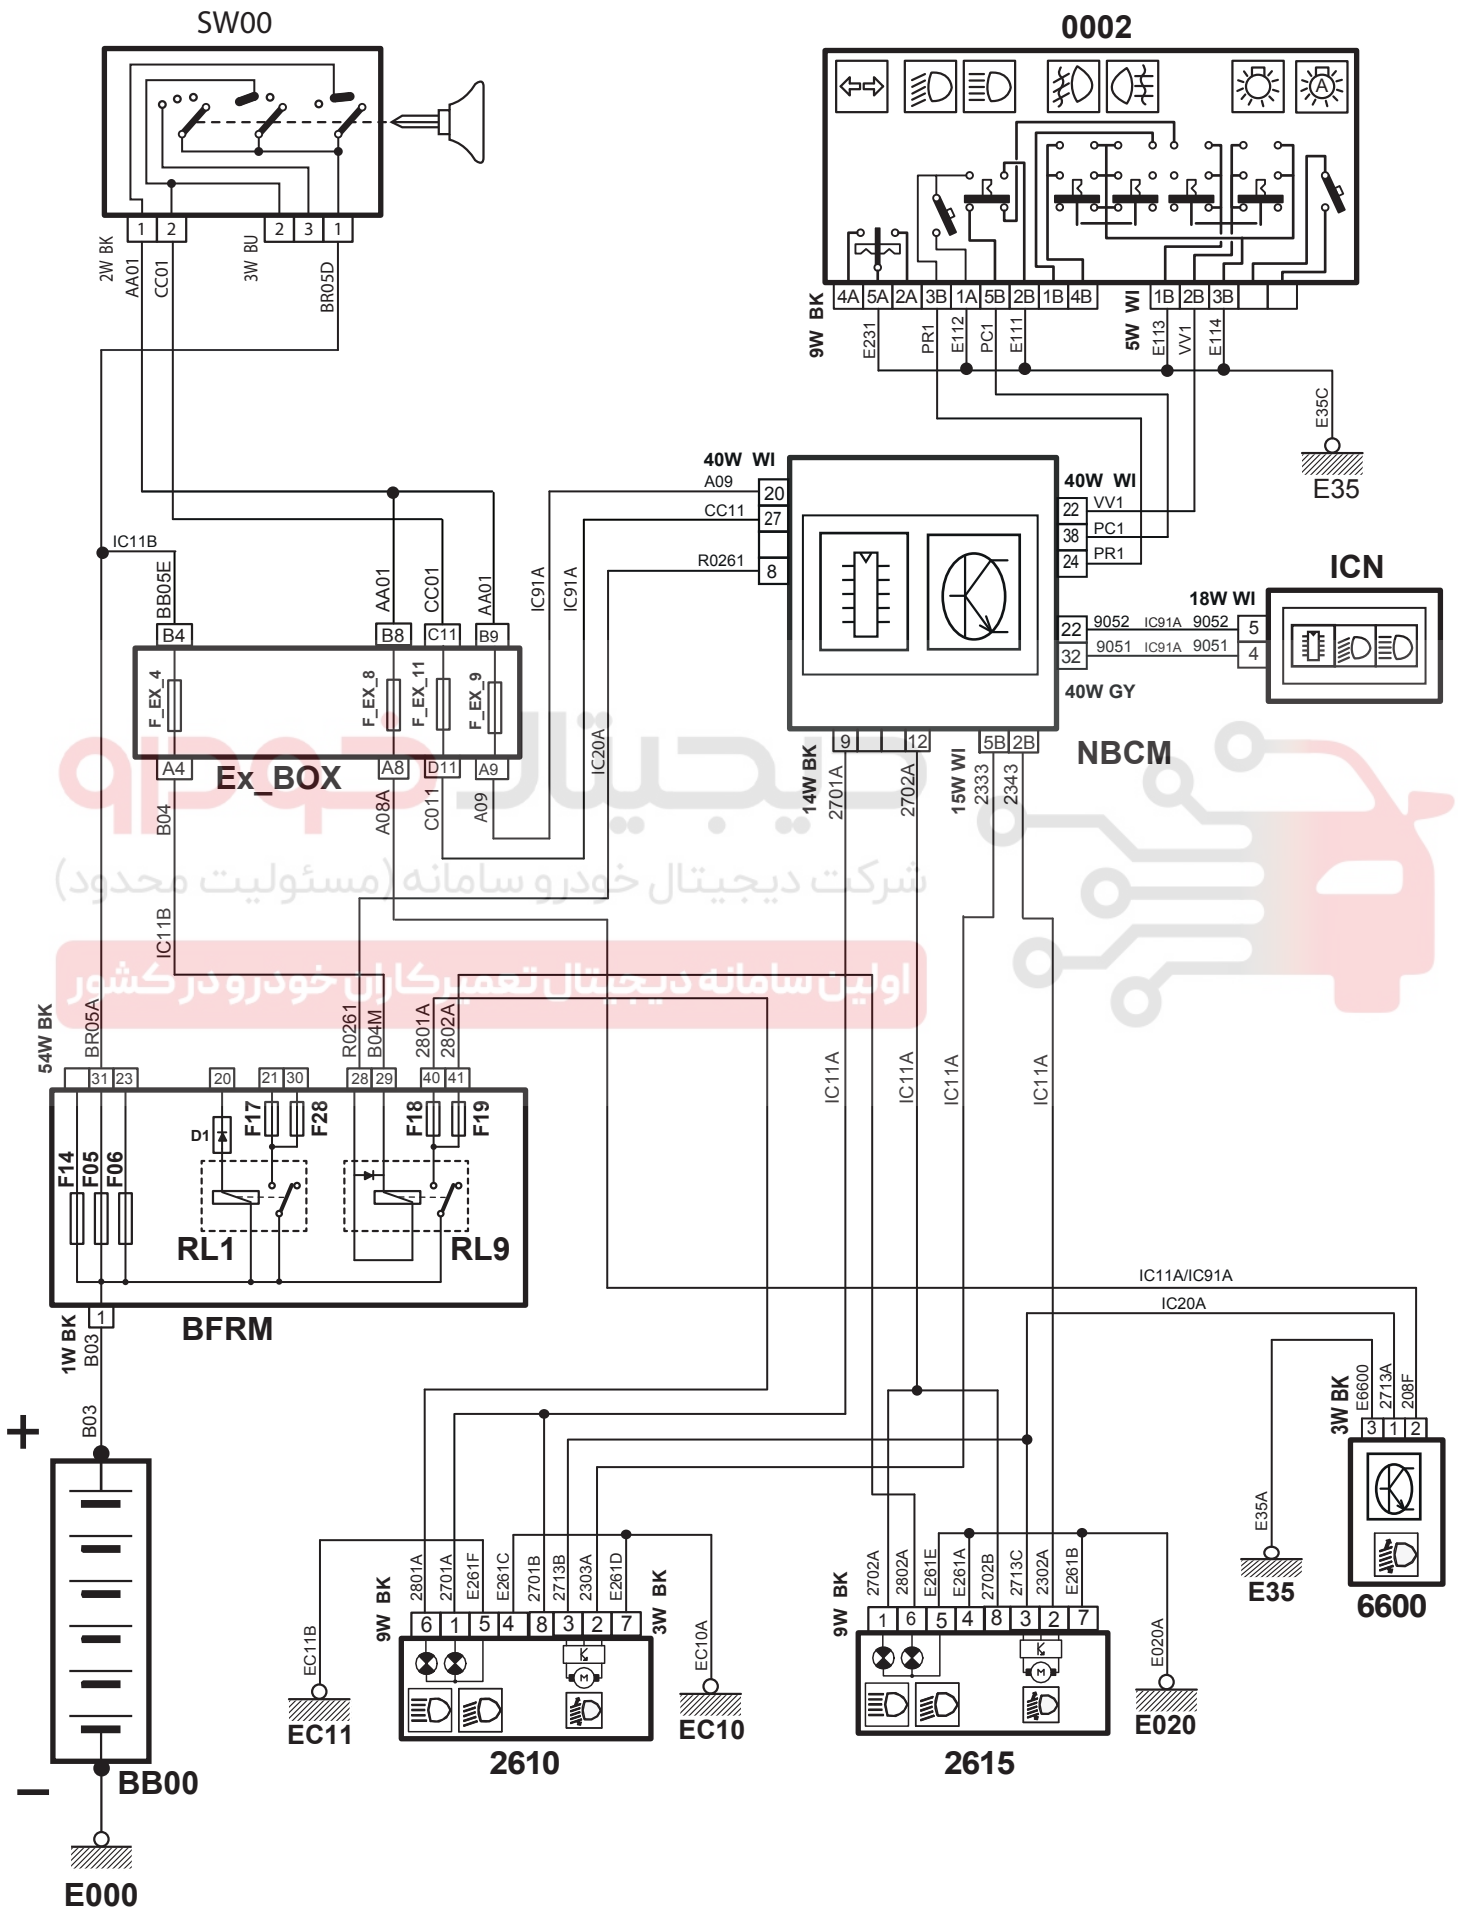 SW00
0002
1
2
2
3
1
2W BK
AA01
CC01
3W BU
BR05D
A
4A
5A
2A
3B
1A
5B
2B
1B
4B
1B
2B
3B
9W BK
E231
PR1
E112
PC1
E111
5W WI
E113
VV1
E114
E35C
E35
40W WI
A09
20
CC11
27
R0261
8
40W WI
22
VV1
38
PC1
24
PR1
ICN
18W WI
22
9052
IC91A
9052
5
32
9051
IC91A
9051
4
40W GY
IC11B
BB05E
AA01
CC01
AA01
IC91A
IC91A
B4
B8
C11
B9
F_EX_4
F_EX_8
F_EX_11
F_EX_9
A4
A8
D11
A9
Ex_BOX
B04
A08A
C011
A09
IC20A
9
12
5B
2B
NBCM
14W BK
2701A
2702A
15W WI
2333
2343
دیجیتال خودرو
شرکت دیجیتال خودرو سامانه (مسئولیت محدود)
اولین سامانه دیجیتال تعمیرکاران خودرو در کشور
IC11B
54W BK
BR05A
R0261
B04M
2801A
2802A
IC11A
IC11A
IC11A
IC11A
31
23
20
21
30
28
29
40
41
D1
F17
F28
F18
F19
F14
F05
F06
RL1
RL9
1
BFRM
1W BK
B03
B03
IC11A/IC91A
IC20A
3W BK
E6600
2713A
208F
3
1
2
+
E35A
E35
6600
9W BK
2801A
2701A
E261F
E261C
2701B
2713B
2303A
E261D
3W BK
6
1
5
4
8
3
2
7
M
EC11B
EC11
EC10A
EC10
2610
9W BK
2702A
2802A
E261E
E261A
2702B
2713C
2302A
E261B
1
6
5
4
8
3
2
7
M
E020A
E020
2615
BB00
−
E000